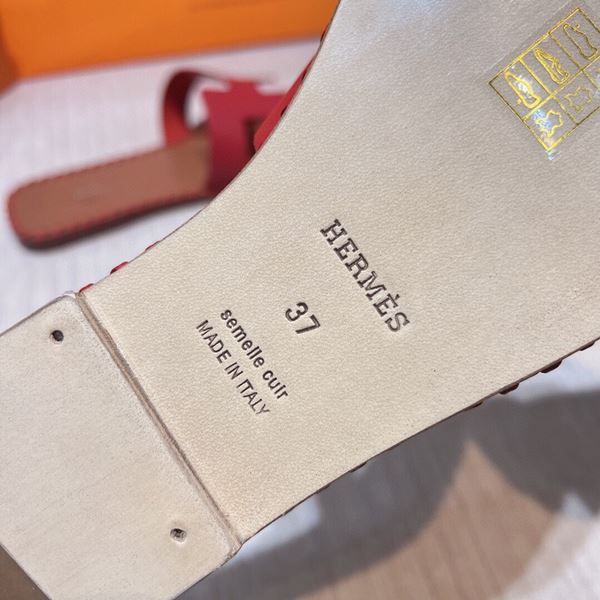 HERMÈS
37
semelle cuir
MADE IN ITALY